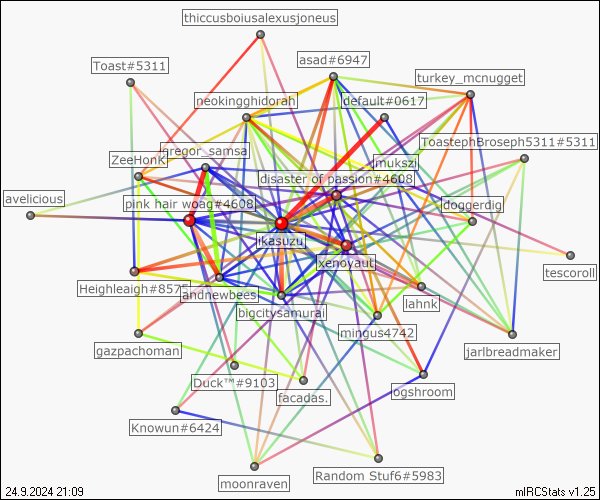 thiccusboiusalexusjoneus
asad#6947
Toast#5311
turkey_mcnugget
neokingghidorah
default#0617
ToastephBroseph5311#5311
gregor_samsa
ZeeHonK
mukszi
disaster of passion#4608
avelicious
pink hair woag#4608
doggerdig
ikasuzu
xenoyaut
tescoroll
Heighleaigh#8575
andnewbees
lahnk
bigcitysamurai
mingus4742
gazpachoman
jarlbreadmaker
Duck™#9103
facadas.
ogshroom
Knowun#6424
moonraven
Random Stuf6#5983
24.9.2024 21:09
mIRCStats v1.25